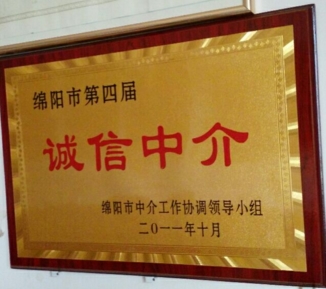 绵阳市第四届
诚信中介
绵阳市中介工作协调领导小组
二〇一一年十月